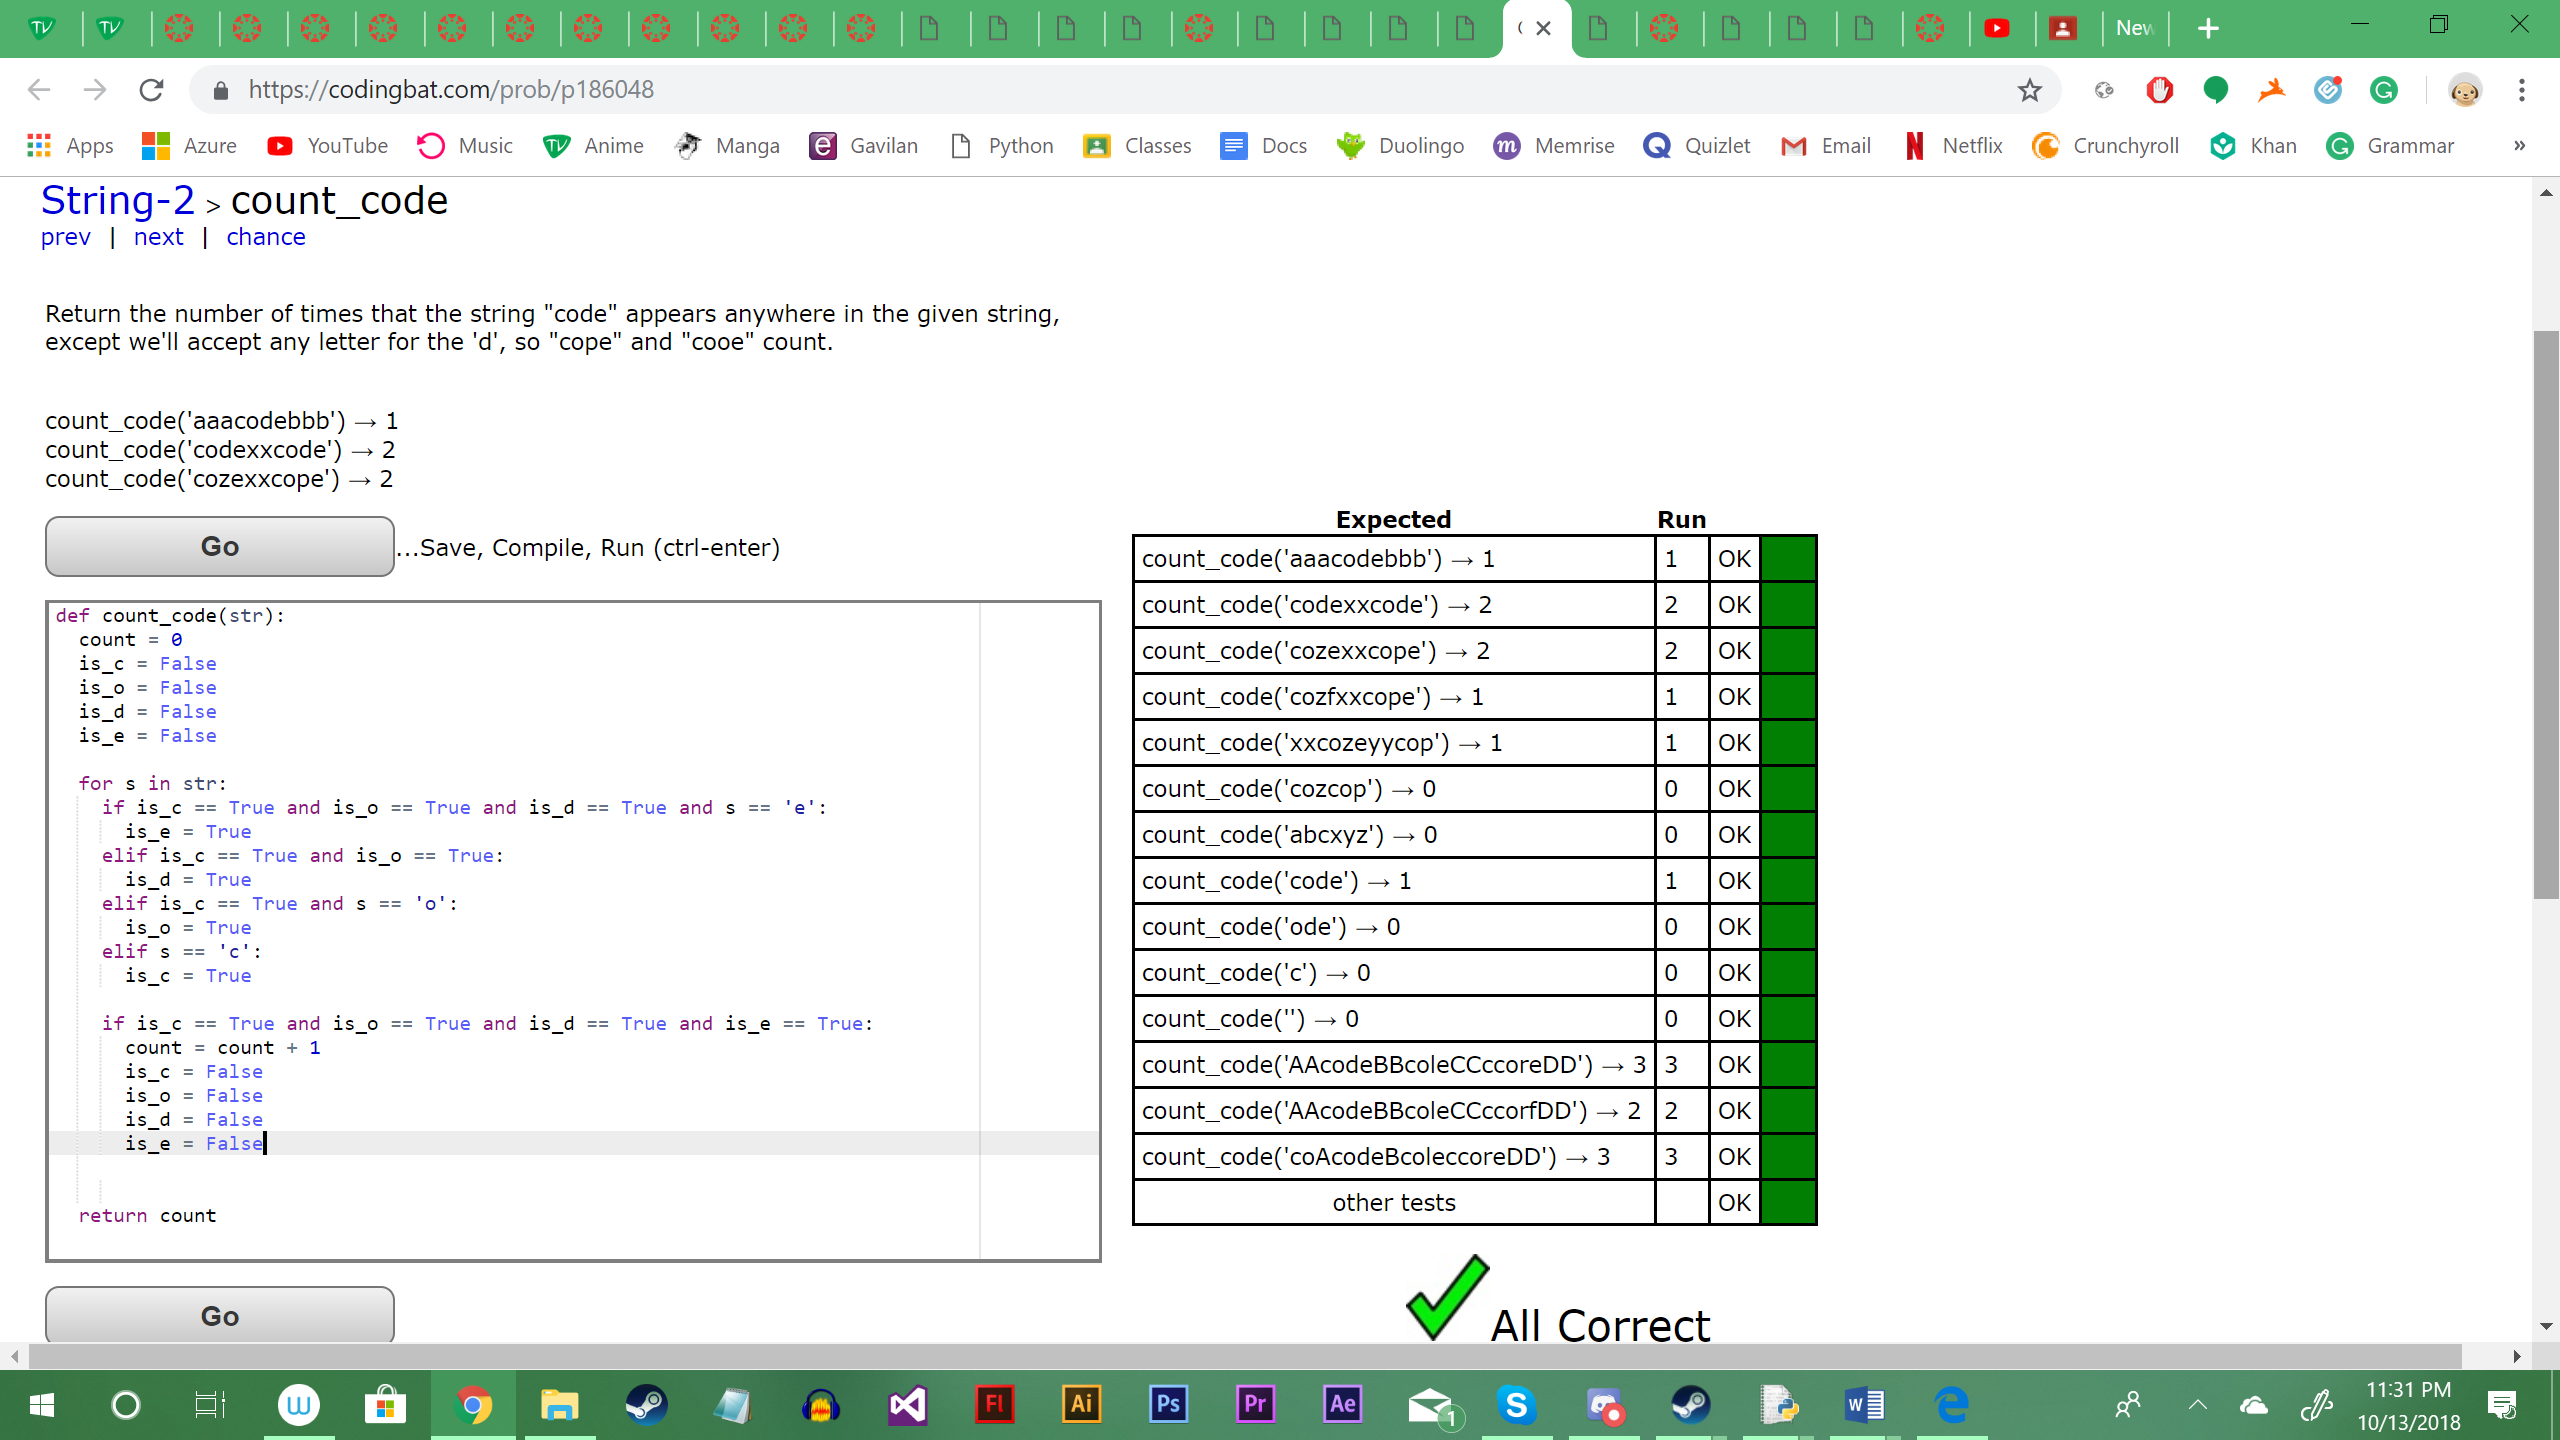 New
https://codingbat.com/prob/p186048
Apps Azure YouTube Music Anime Manga Gavilan Python Classes Docs Duolingo Memrise Quizlet Email Netflix Crunchyroll Khan Grammar »
String-2 > count_code
prev | next | chance
Return the number of times that the string "code" appears anywhere in the given string,
except we'll accept any letter for the 'd', so "cope" and "cooe" count.
count_code('aaacodebbb') → 1
count_code('codexxcode') → 2
count_code('cozexxcope') → 2
Go ...Save, Compile, Run (ctrl-enter)
def count_code(str):
  count = 0
  is_c = False
  is_o = False
  is_d = False
  is_e = False
  for s in str:
    if is_c == True and is_o == True and is_d == True and s == 'e':
      is_e = True
    elif is_c == True and is_o == True:
      is_d = True
    elif is_c == True and s == 'o':
      is_o = True
    elif s == 'c':
      is_c = True
    if is_c == True and is_o == True and is_d == True and is_e == True:
      count = count + 1
      is_c = False
      is_o = False
      is_d = False
      is_e = False
  return count
Go
Expected Run
count_code('aaacodebbb') → 1 1 OK
count_code('codexxcode') → 2 2 OK
count_code('cozexxcope') → 2 2 OK
count_code('cozfxxcope') → 1 1 OK
count_code('xxcozeyycop') → 1 1 OK
count_code('cozcop') → 0 0 OK
count_code('abcxyz') → 0 0 OK
count_code('code') → 1 1 OK
count_code('ode') → 0 0 OK
count_code('c') → 0 0 OK
count_code('') → 0 0 OK
count_code('AAcodeBBcoleCCccoreDD') → 3 3 OK
count_code('AAcodeBBcoleCCccorfDD') → 2 2 OK
count_code('coAcodeBcoleccoreDD') → 3 3 OK
other tests OK
All Correct
Fl Ai Ps Pr Ae 1 S W
11:31 PM
10/13/2018